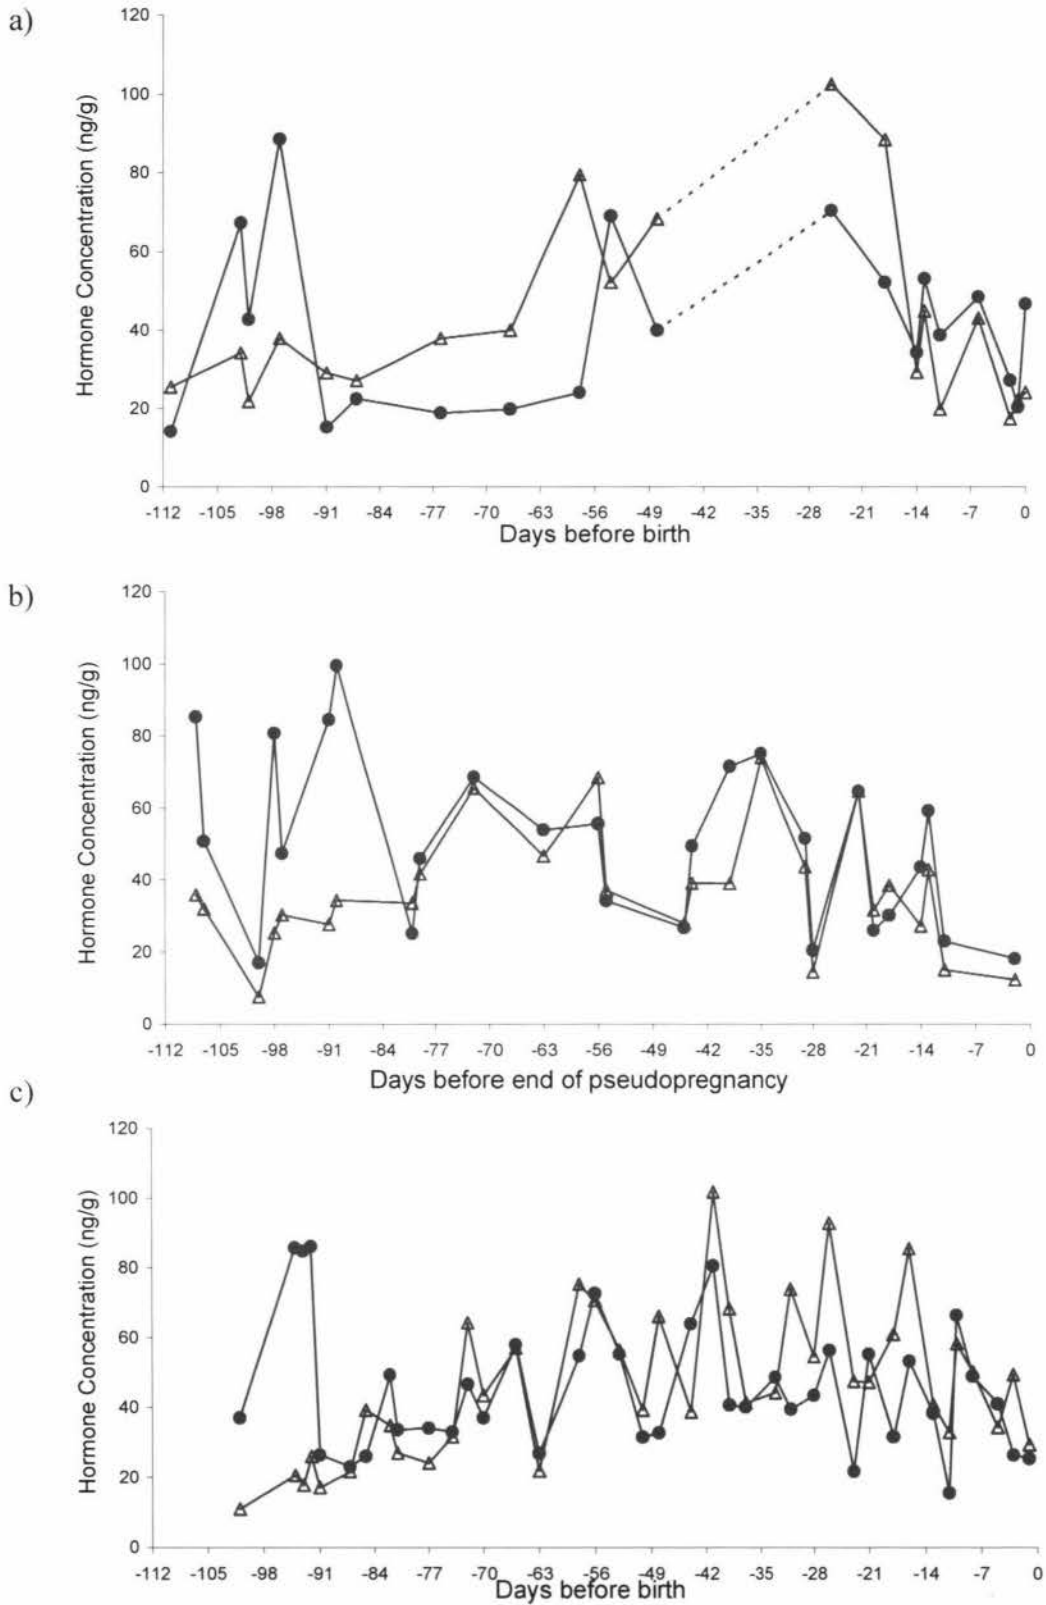 a)
120
100
80
60
40
20
0
Hormone Concentration (ng/g)
-112 -105 -98 -91 -84 -77 -70 -63 -56 -49 -42 -35 -28 -21 -14 -7 0
Days before birth
b)
120
100
80
60
40
20
0
Hormone Concentration (ng/g)
-112 -105 -98 -91 -84 -77 -70 -63 -56 -49 -42 -35 -28 -21 -14 -7 0
Days before end of pseudopregnancy
c)
120
100
80
60
40
20
0
Hormone Concentration (ng/g)
-112 -105 -98 -91 -84 -77 -70 -63 -56 -49 -42 -35 -28 -21 -14 -7 0
Days before birth